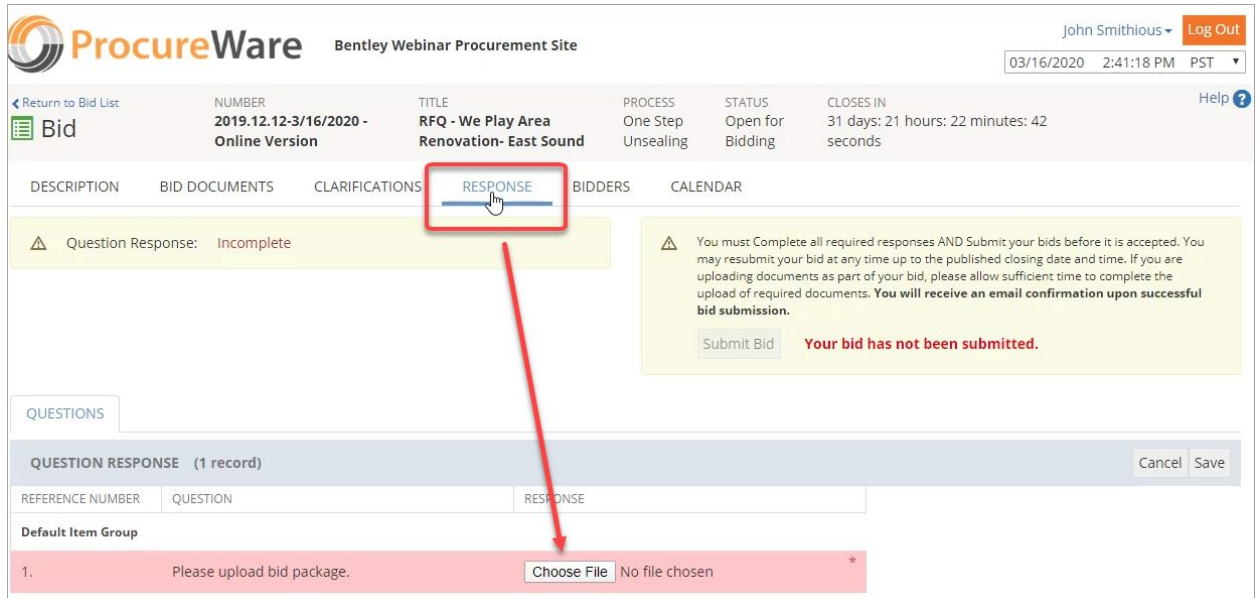 ProcureWare
Bentley Webinar Procurement Site
John Smithious
Log Out
03/16/2020 2:41:18 PM PST
Return to Bid List
Bid
NUMBER
2019.12.12-3/16/2020 -
Online Version
TITLE
RFQ - We Play Area
Renovation- East Sound
PROCESS
One Step
Unsealing
STATUS
Open for
Bidding
CLOSES IN
31 days: 21 hours: 22 minutes: 42
seconds
Help ?
DESCRIPTION BID DOCUMENTS CLARIFICATIONS RESPONSE BIDDERS CALENDAR
Question Response: Incomplete
You must Complete all required responses AND Submit your bids before it is accepted. You
may resubmit your bid at any time up to the published closing date and time. If you are
uploading documents as part of your bid, please allow sufficient time to complete the
upload of required documents. You will receive an email confirmation upon successful
bid submission.
Submit Bid Your bid has not been submitted.
QUESTIONS
QUESTION RESPONSE (1 record)
Cancel Save
REFERENCE NUMBER QUESTION RESPONSE
Default Item Group
1. Please upload bid package. Choose File No file chosen *